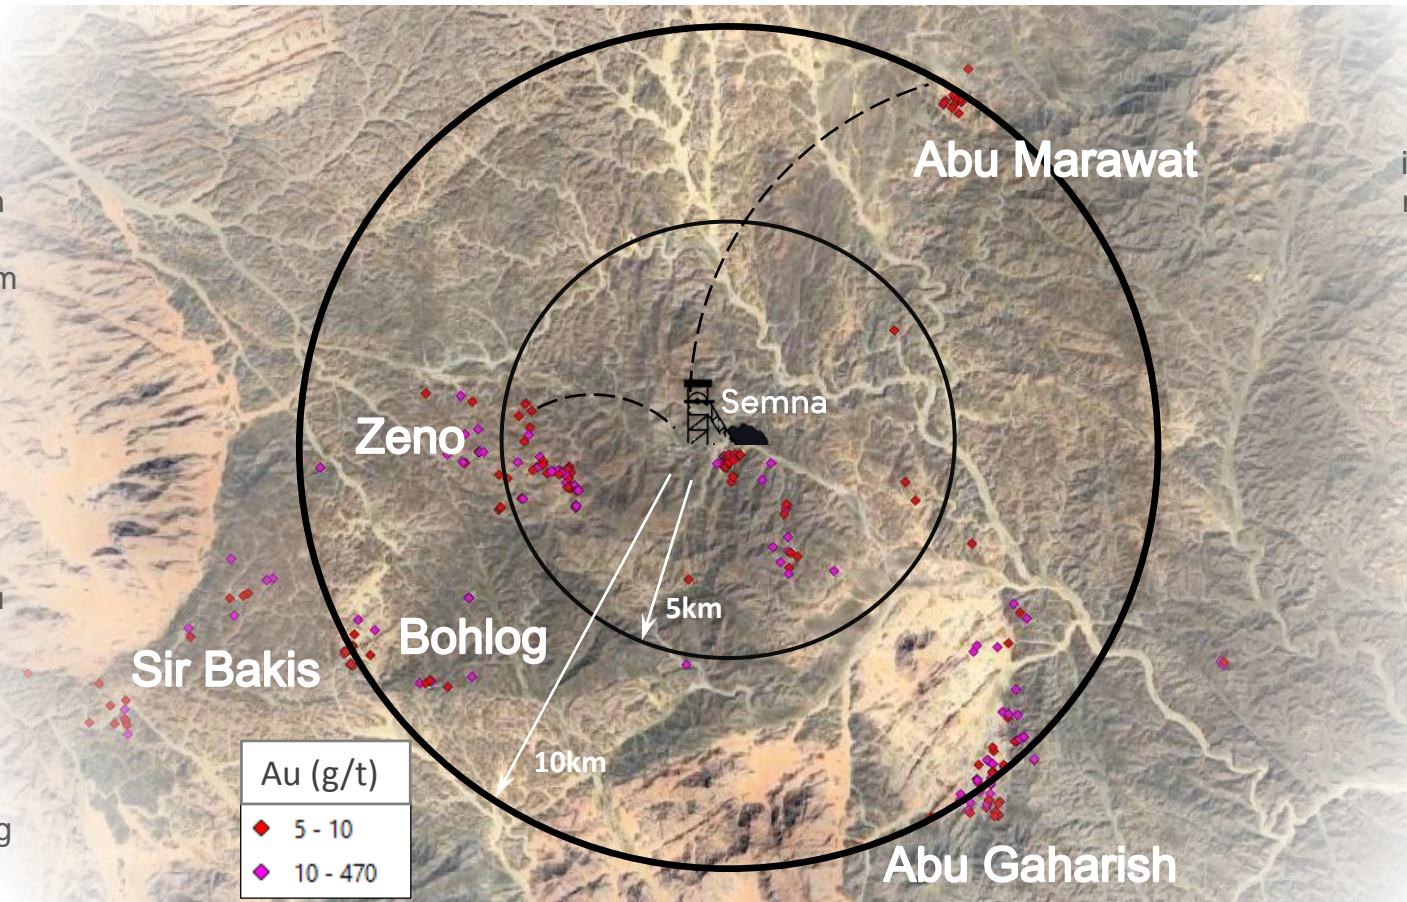 Abu Marawat
Semna
Zeno
5km
Bohlog
Sir Bakis
10km
Au (g/t)
5 - 10
10 - 470
Abu Gaharish
m
g